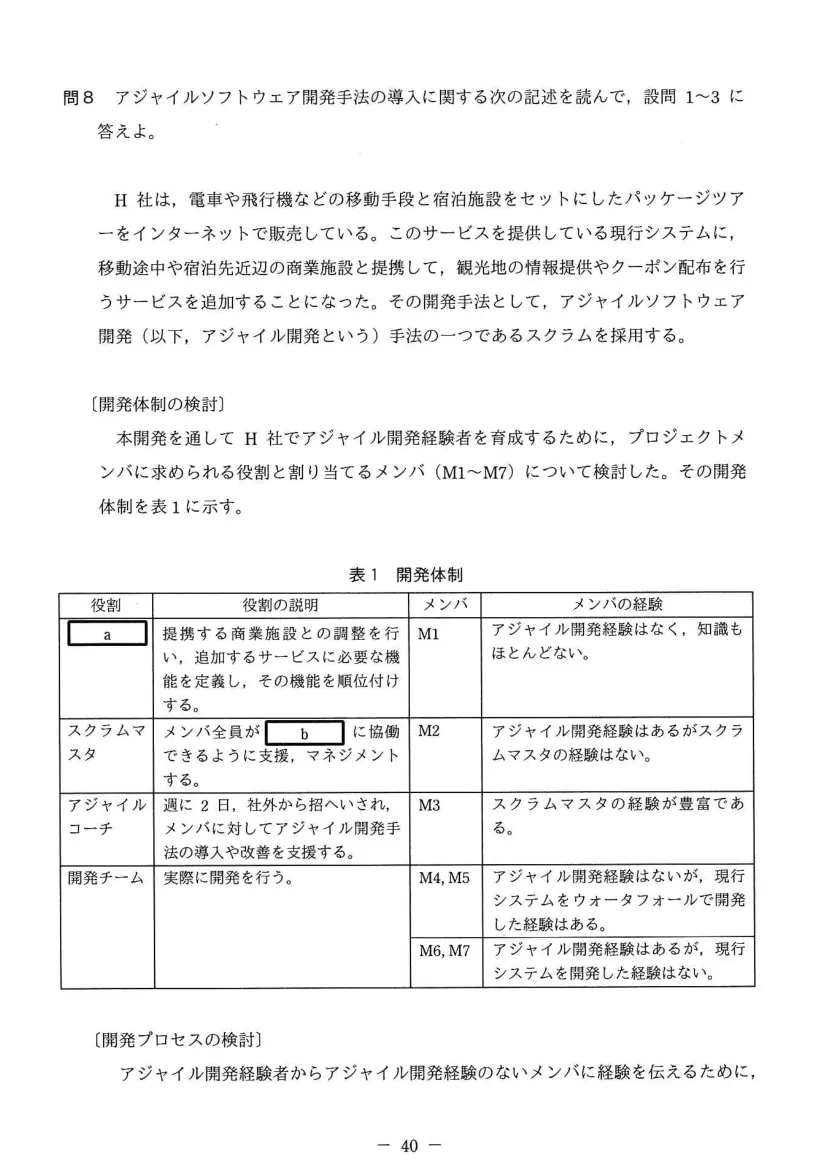 問8　アジャイルソフトウェア開発手法の導入に関する次の記述を読んで，設問 1～3 に
答えよ。
H 社は，電車や飛行機などの移動手段と宿泊施設をセットにしたパッケージツア
ーをインターネットで販売している。このサービスを提供している現行システムに，
移動途中や宿泊先近辺の商業施設と提携して，観光地の情報提供やクーポン配布を行
うサービスを追加することになった。その開発手法として，アジャイルソフトウェア
開発（以下，アジャイル開発という）手法の一つであるスクラムを採用する。
〔開発体制の検討〕
本開発を通して H 社でアジャイル開発経験者を育成するために，プロジェクトメ
ンバに求められる役割と割り当てるメンバ（M1～M7）について検討した。その開発
体制を表 1 に示す。
表 1　開発体制
役割　役割の説明　メンバ　メンバの経験
a　提携する商業施設との調整を行　M1　アジャイル開発経験はなく，知識も
い，追加するサービスに必要な機　ほとんどない。
能を定義し，その機能を順位付け
する。
スクラムマ　メンバ全員が b に協働　M2　アジャイル開発経験はあるがスクラ
スタ　できるように支援，マネジメント　ムマスタの経験はない。
する。
アジャイル　週に 2 日，社外から招へいされ，　M3　スクラムマスタの経験が豊富であ
コーチ　メンバに対してアジャイル開発手　る。
法の導入や改善を支援する。
開発チーム　実際に開発を行う。　M4, M5　アジャイル開発経験はないが，現行
システムをウォータフォールで開発
した経験はある。
M6, M7　アジャイル開発経験はあるが，現行
システムを開発した経験はない。
〔開発プロセスの検討〕
アジャイル開発経験者からアジャイル開発経験のないメンバに経験を伝えるために，
－ 40 －